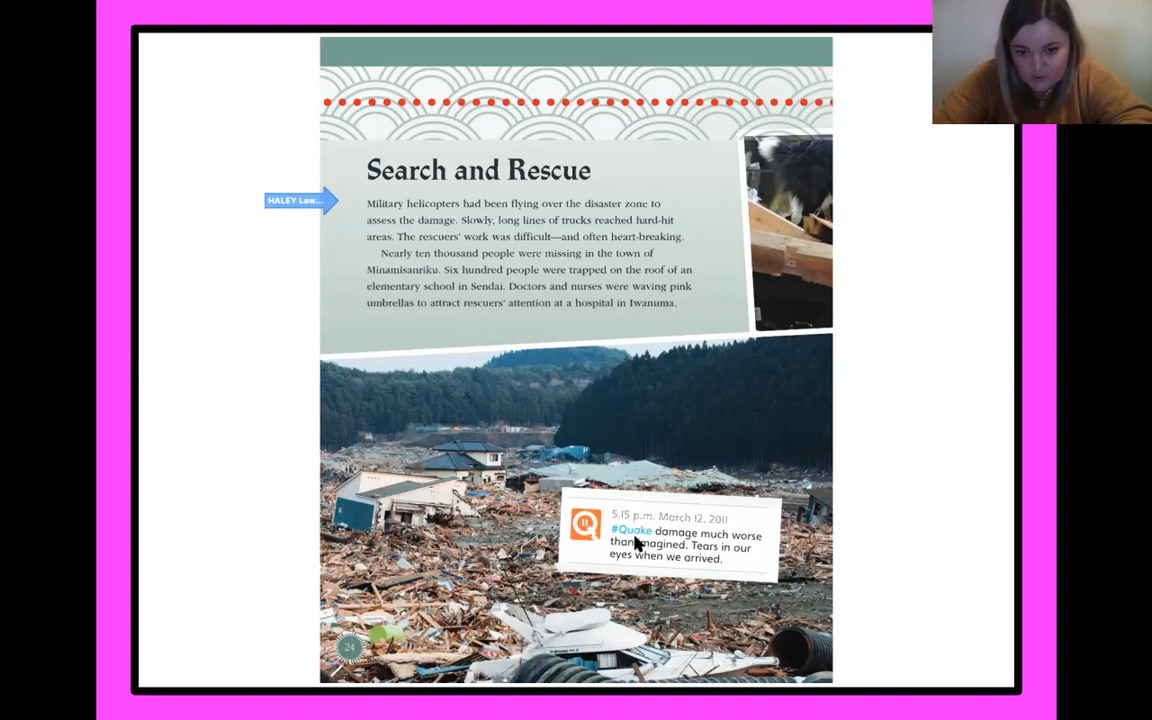 Search and Rescue
HALEY Law...
Military helicopters had been flying over the disaster zone to
assess the damage. Slowly, long lines of trucks reached hard-hit
areas. The rescuers' work was difficult—and often heart-breaking.
Nearly ten thousand people were missing in the town of
Minamisanriku. Six hundred people were trapped on the roof of an
elementary school in Sendai. Doctors and nurses were waving pink
umbrellas to attract rescuers' attention at a hospital in Iwanuma.
5.15 p.m. March 12, 2011
#Quake damage much worse
than imagined. Tears in our
eyes when we arrived.
24